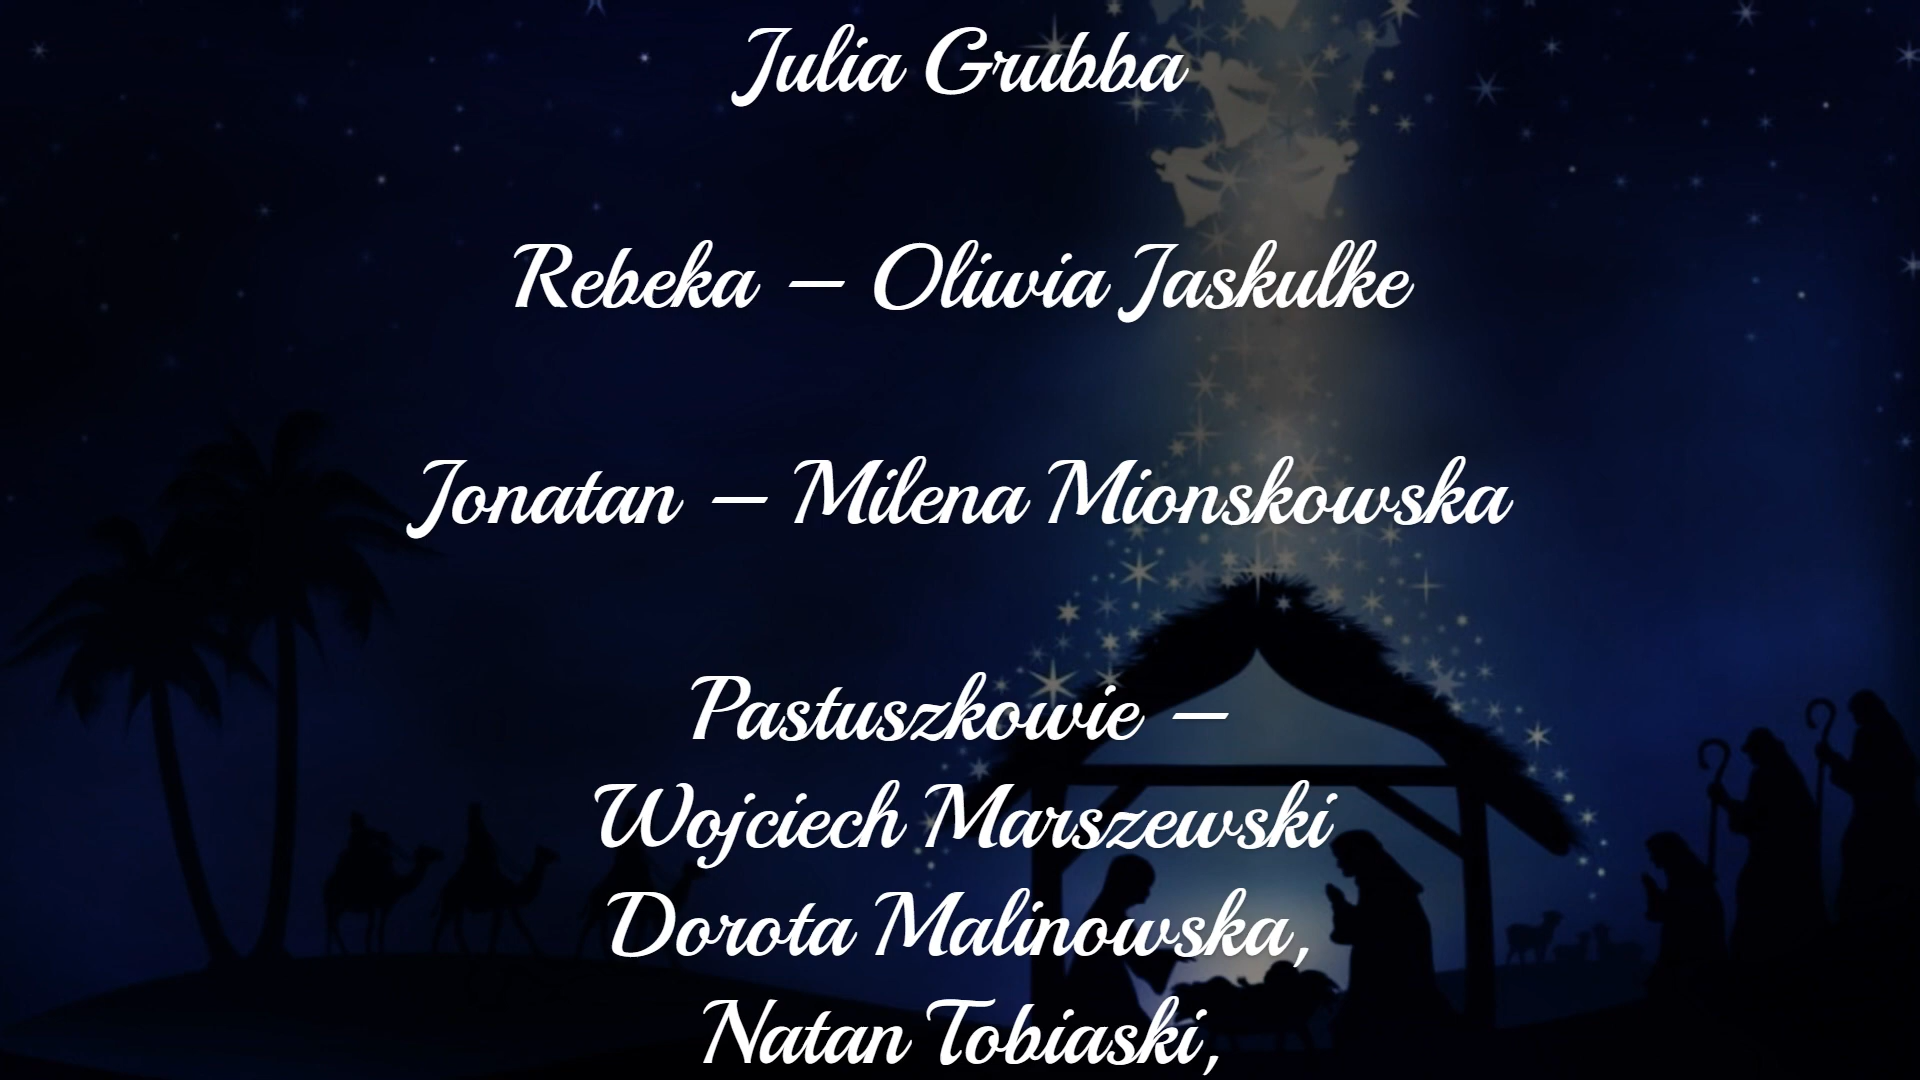 Julia Grubba
Rebeka – Oliwia Jaskulke
Jonatan – Milena Mionskowska
Pastuszkowie –
Wojciech Marszewski
Dorota Malinowska,
Natan Tobiaski,